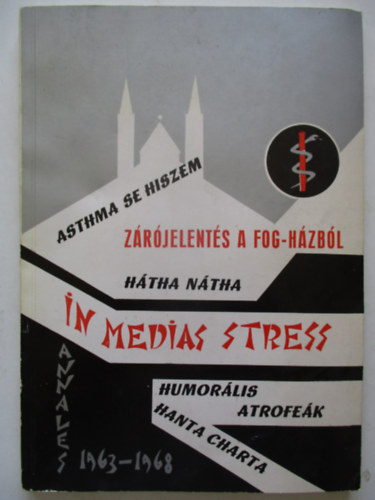 ASTHMA SE HISZEM
ZÁRÓJELENTÉS A FOG-HÁZBÓL
HÁTHA NÁTHA
IN MEDIAS STRESS
HUMORÁLIS
ATROFEÁK
HANTA CHARTA
ANNALES
1963-1968